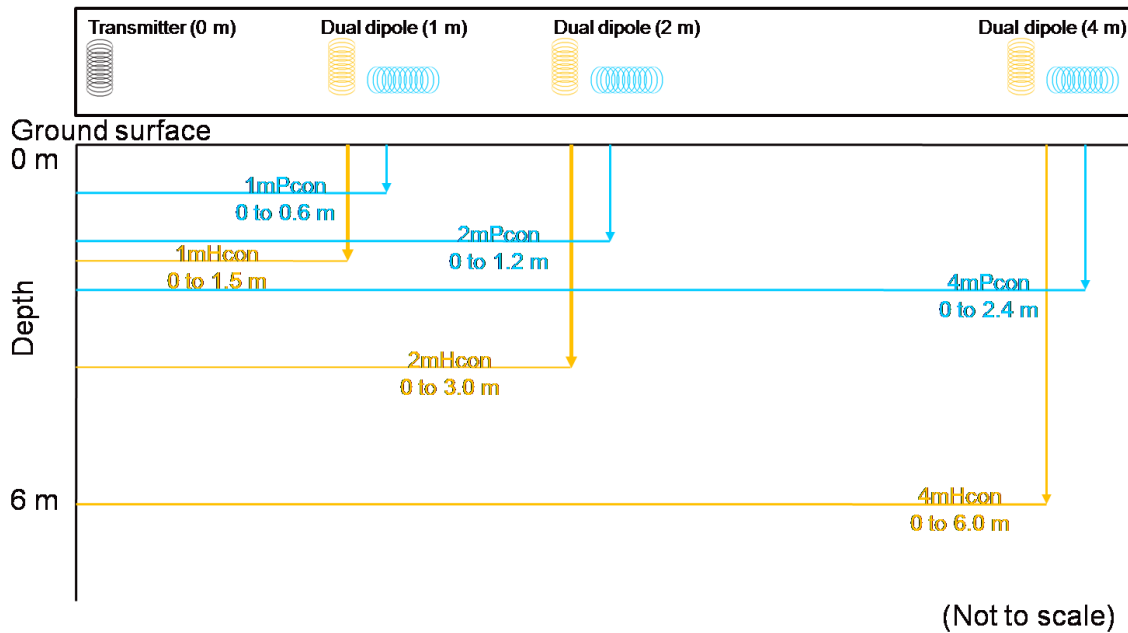 Transmitter (0 m)
Dual dipole (1 m)
Dual dipole (2 m)
Dual dipole (4 m)
Ground surface
0 m
1mPcon
0 to 0.6 m
2mPcon
0 to 1.2 m
1mHcon
0 to 1.5 m
4mPcon
0 to 2.4 m
Depth
2mHcon
0 to 3.0 m
6 m
4mHcon
0 to 6.0 m
(Not to scale)